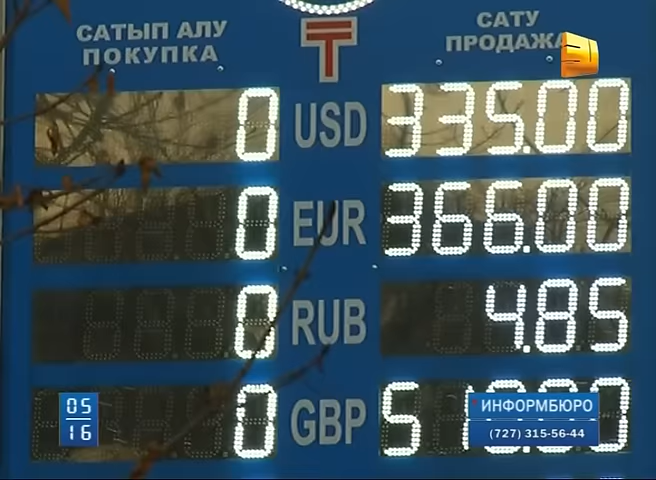 САТЫП АЛУ
ПОКУПКА
САТУ
ПРОДАЖА
0 USD 335.00
0 EUR 366.00
0 RUB 4.85
0 GBP
05
16
ИНФОРМБЮРО
(727) 315-56-44